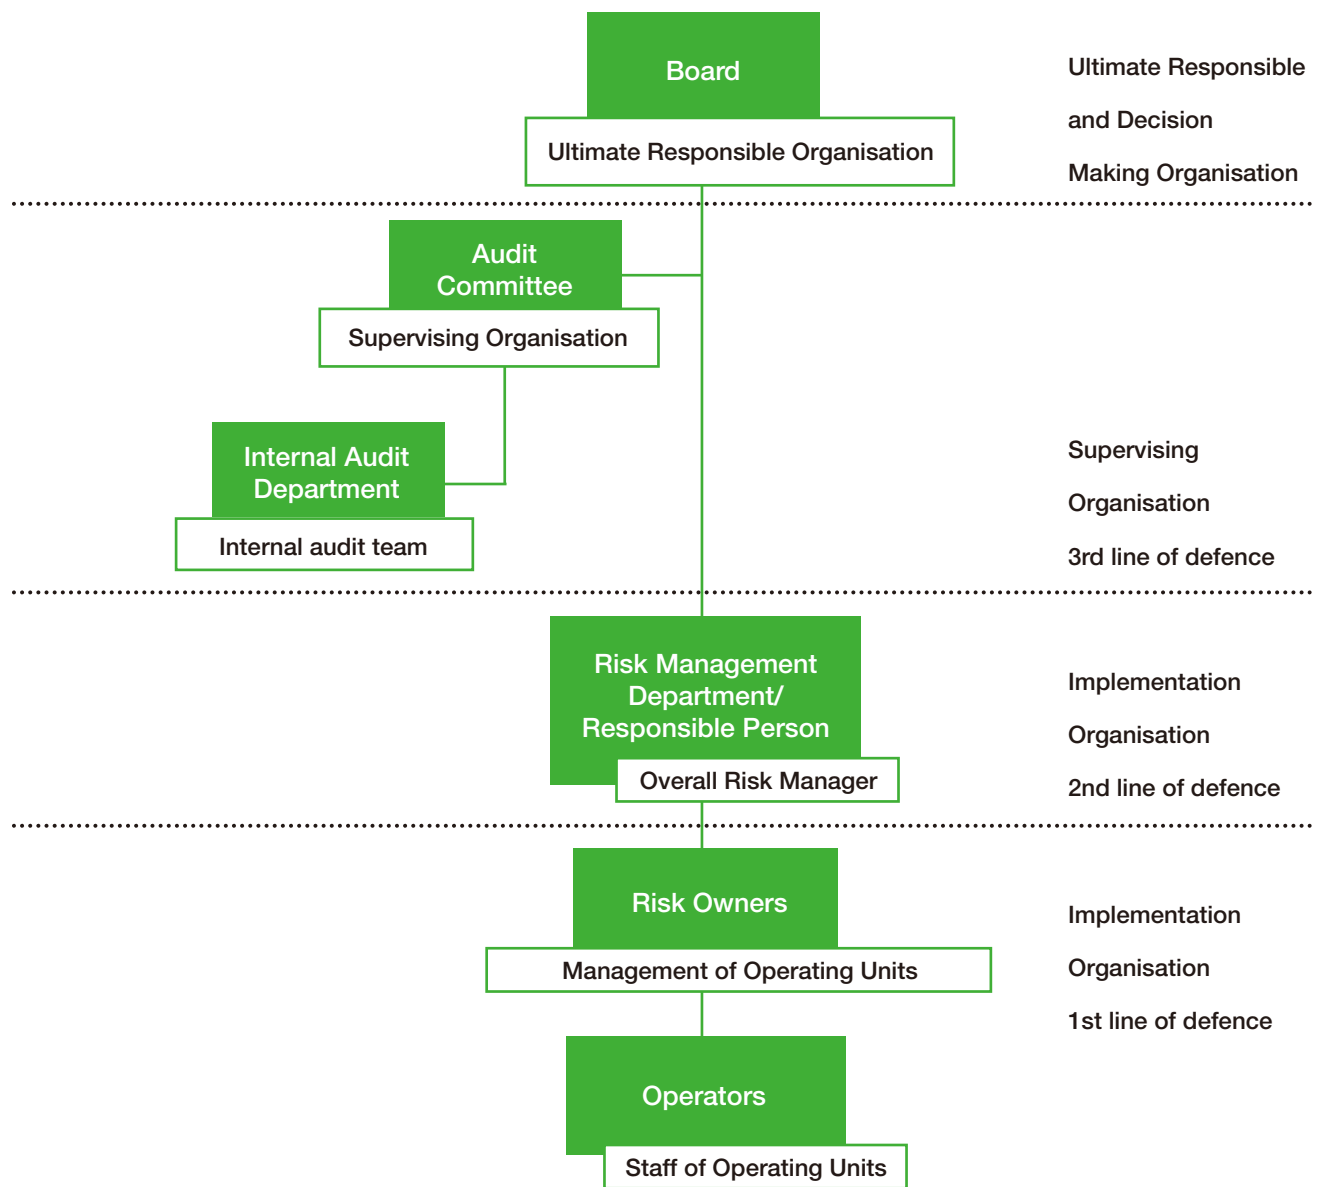 Board
Ultimate Responsible Organisation
Ultimate Responsible
and Decision
Making Organisation
Audit
Committee
Supervising Organisation
Internal Audit
Department
Internal audit team
Supervising
Organisation
3rd line of defence
Risk Management
Department/
Responsible Person
Overall Risk Manager
Implementation
Organisation
2nd line of defence
Risk Owners
Management of Operating Units
Implementation
Organisation
1st line of defence
Operators
Staff of Operating Units